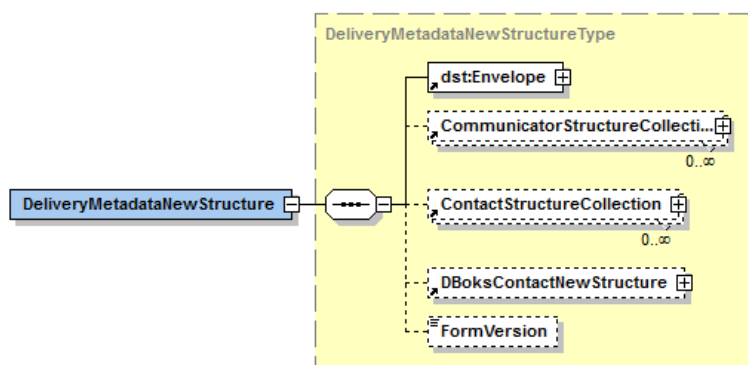 DeliveryMetadataNewStructureType
dst:Envelope
CommunicatorStructureCollecti...
0..∞
DeliveryMetadataNewStructure
ContactStructureCollection
0..∞
DBoksContactNewStructure
FormVersion